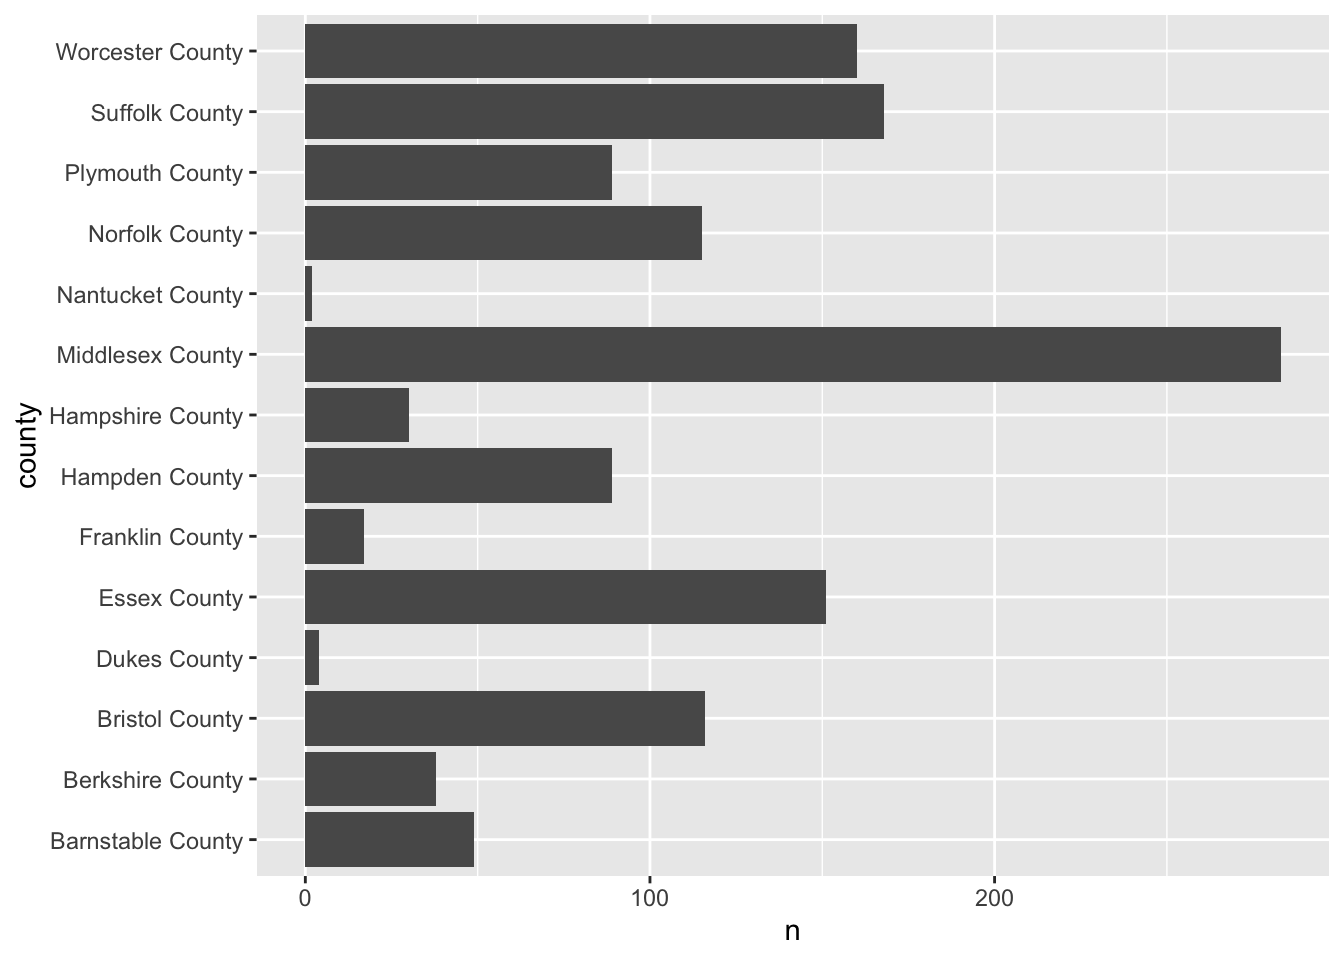 Worcester County
Suffolk County
Plymouth County
Norfolk County
Nantucket County
Middlesex County
Hampshire County
Hampden County
Franklin County
Essex County
Dukes County
Bristol County
Berkshire County
Barnstable County
county
0 100 200
n